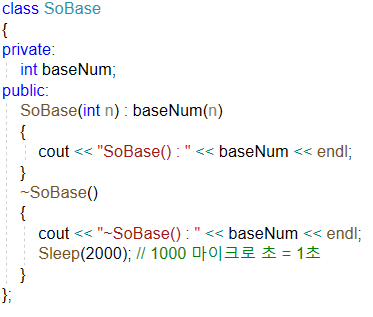 class SoBase
{
private:
    int baseNum;
public:
    SoBase(int n) : baseNum(n)
    {
        cout << "SoBase() : " << baseNum << endl;
    }
    ~SoBase()
    {
        cout << "~SoBase() : " << baseNum << endl;
        Sleep(2000); // 1000 마이크로 초 = 1초
    }
};